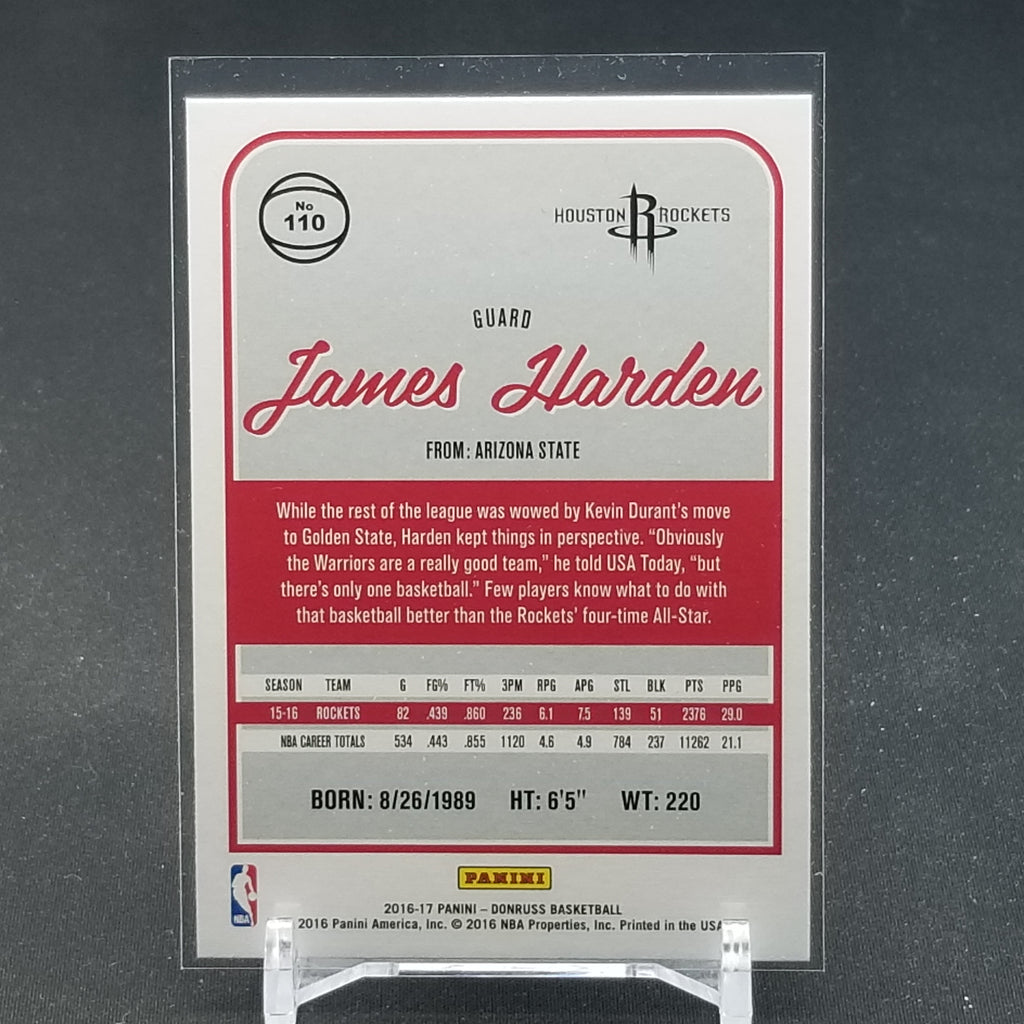 No
110
HOUSTON ROCKETS
GUARD
James Harden
FROM: ARIZONA STATE
While the rest of the league was wowed by Kevin Durant's move
to Golden State, Harden kept things in perspective. “Obviously
the Warriors are a really good team,” he told USA Today, “but
there's only one basketball.” Few players know what to do with
that basketball better than the Rockets' four-time All-Star.
SEASON TEAM G FG% FT% 3PM RPG APG STL BLK PTS PPG
15-16 ROCKETS 82 .439 .860 236 6.1 7.5 139 51 2376 29.0
NBA CAREER TOTALS 534 .443 .855 1120 4.6 4.9 784 237 11262 21.1
BORN: 8/26/1989 HT: 6'5" WT: 220
NBA
PANINI
2016-17 PANINI – DONRUSS BASKETBALL
2016 Panini America, Inc. © 2016 NBA Properties, Inc. Printed in the USA